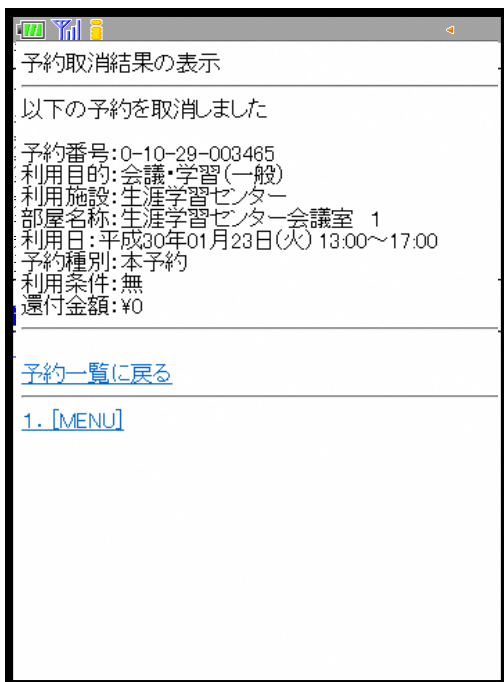 予約取消結果の表示
以下の予約を取消しました
予約番号:0-10-29-003465
利用目的:会議・学習(一般)
利用施設:生涯学習センター
部屋名称:生涯学習センター会議室 1
利用日:平成30年01月23日(火) 13:00~17:00
予約種別:本予約
利用条件:無
還付金額:¥0
予約一覧に戻る
1. [MENU]